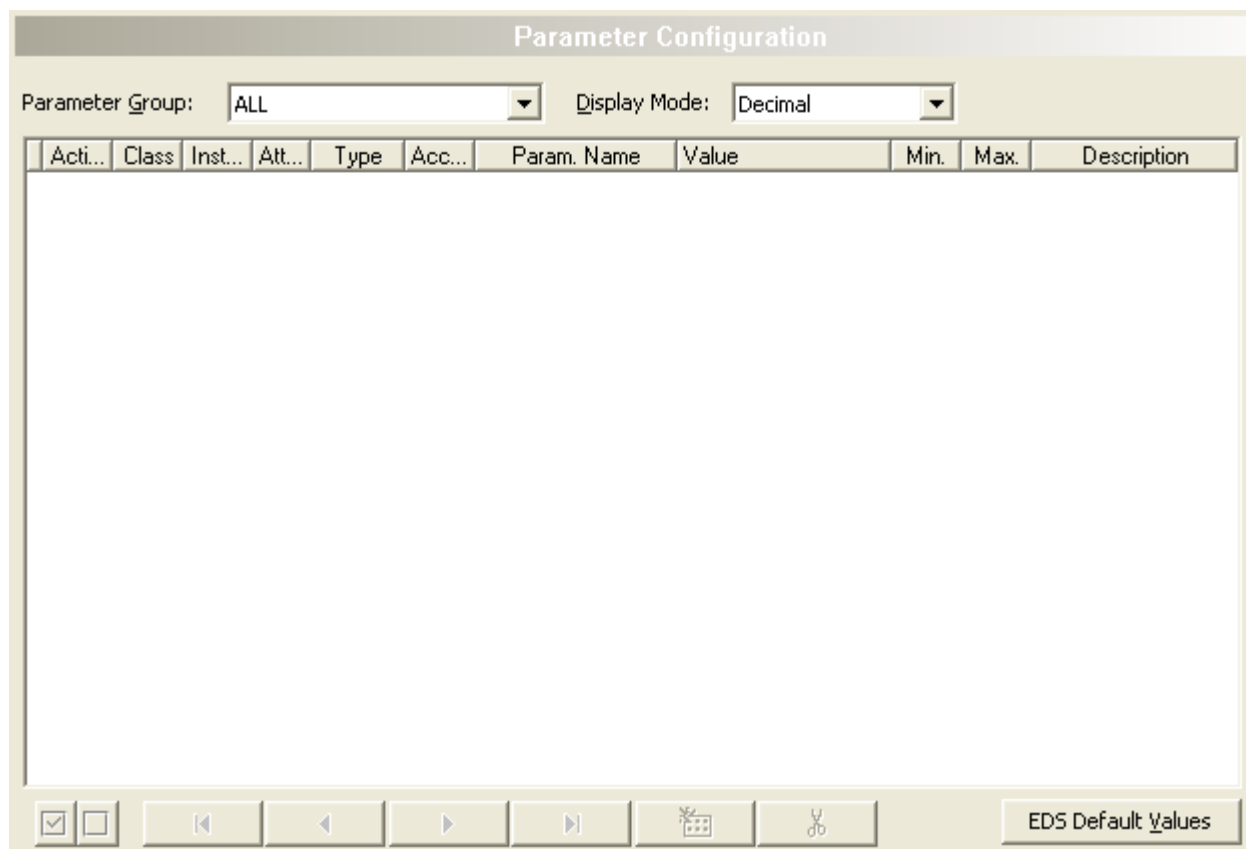 Parameter Configuration
Parameter Group: ALL Display Mode: Decimal
Acti... Class Inst... Att... Type Acc... Param. Name Value Min. Max. Description
EDS Default Values